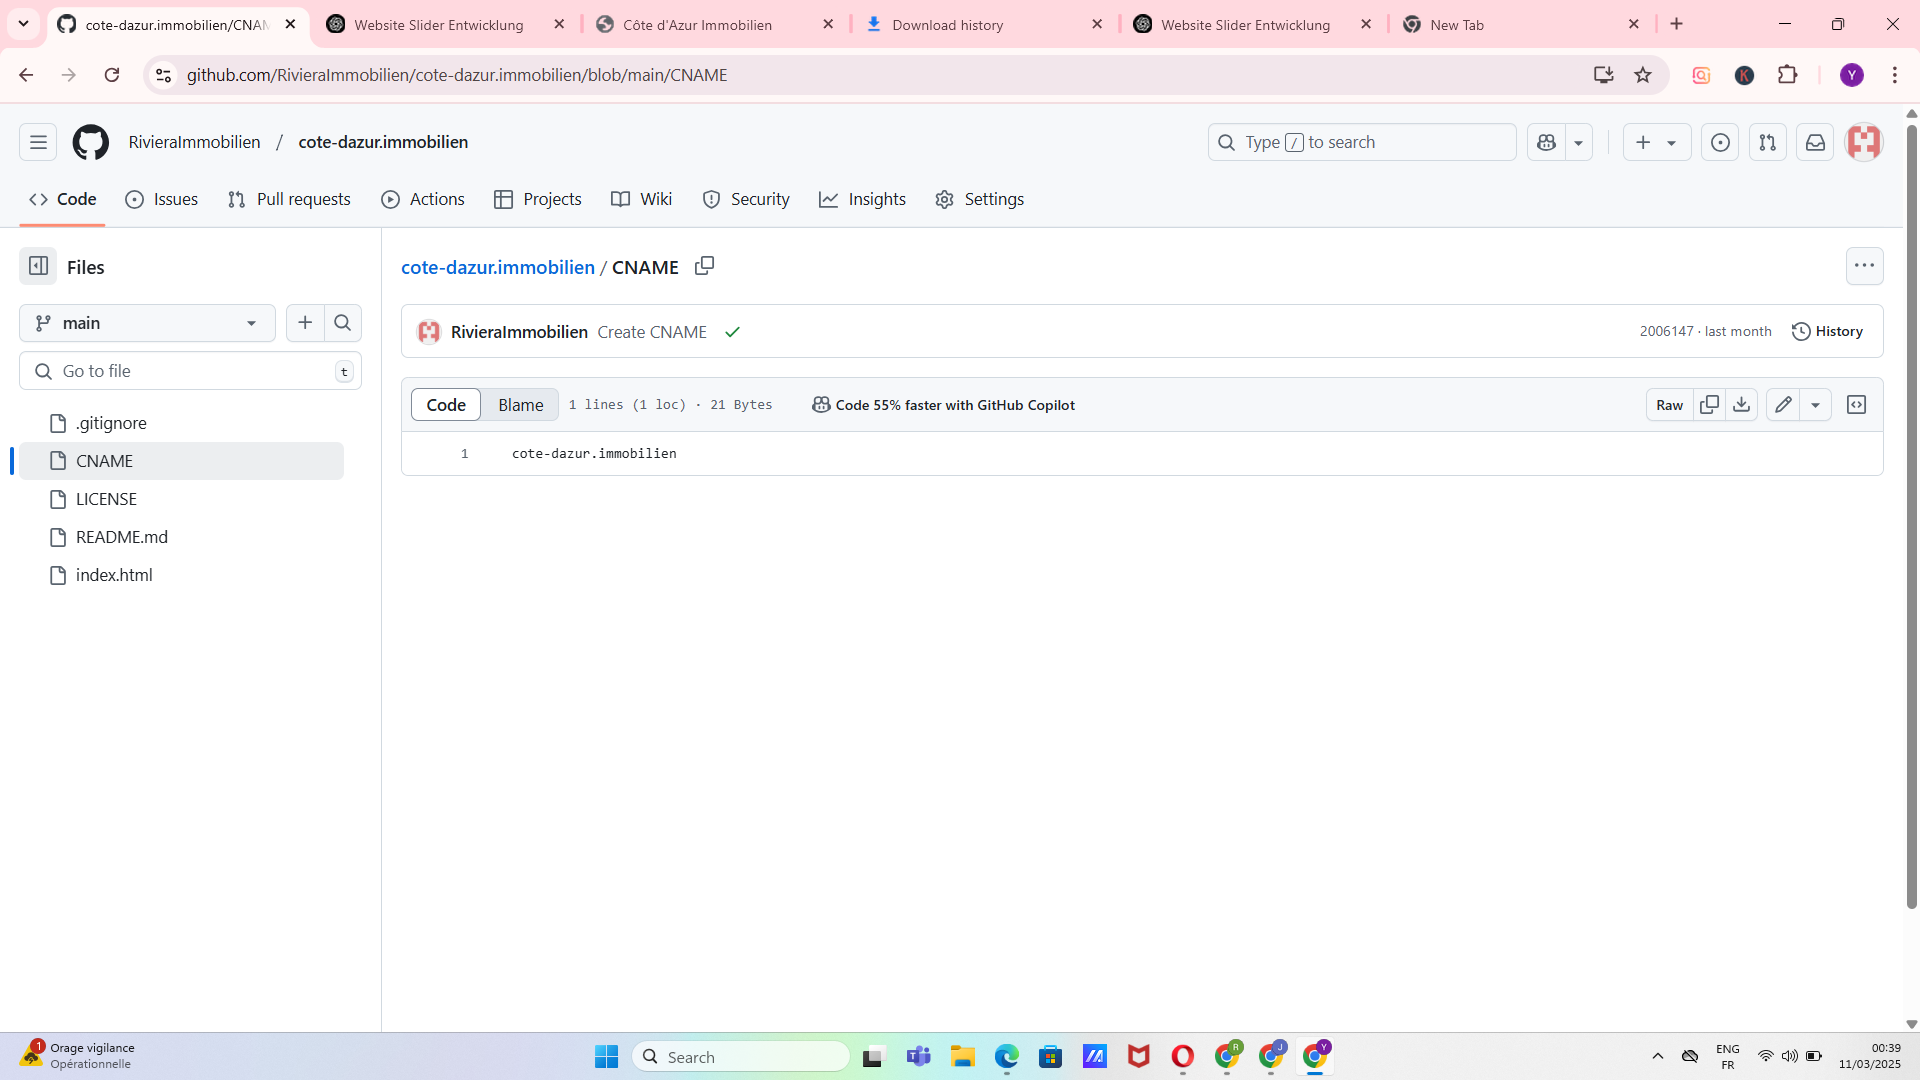 cote-dazur.immobilien/CNAM
Website Slider Entwicklung
Côte d'Azur Immobilien
Download history
Website Slider Entwicklung
New Tab
github.com/RivieraImmobilien/cote-dazur.immobilien/blob/main/CNAME
K
Y
RivieraImmobilien / cote-dazur.immobilien
Type / to search
Code
Issues
Pull requests
Actions
Projects
Wiki
Security
Insights
Settings
Files
cote-dazur.immobilien / CNAME
main
RivieraImmobilien Create CNAME
2006147 · last month
History
Go to file
t
Code
Blame
1 lines (1 loc) · 21 Bytes
Code 55% faster with GitHub Copilot
Raw
.gitignore
CNAME
LICENSE
README.md
index.html
1 cote-dazur.immobilien
1
Orage vigilance
Opérationnelle
Search
R
J
Y
ENG
FR
00:39
11/03/2025